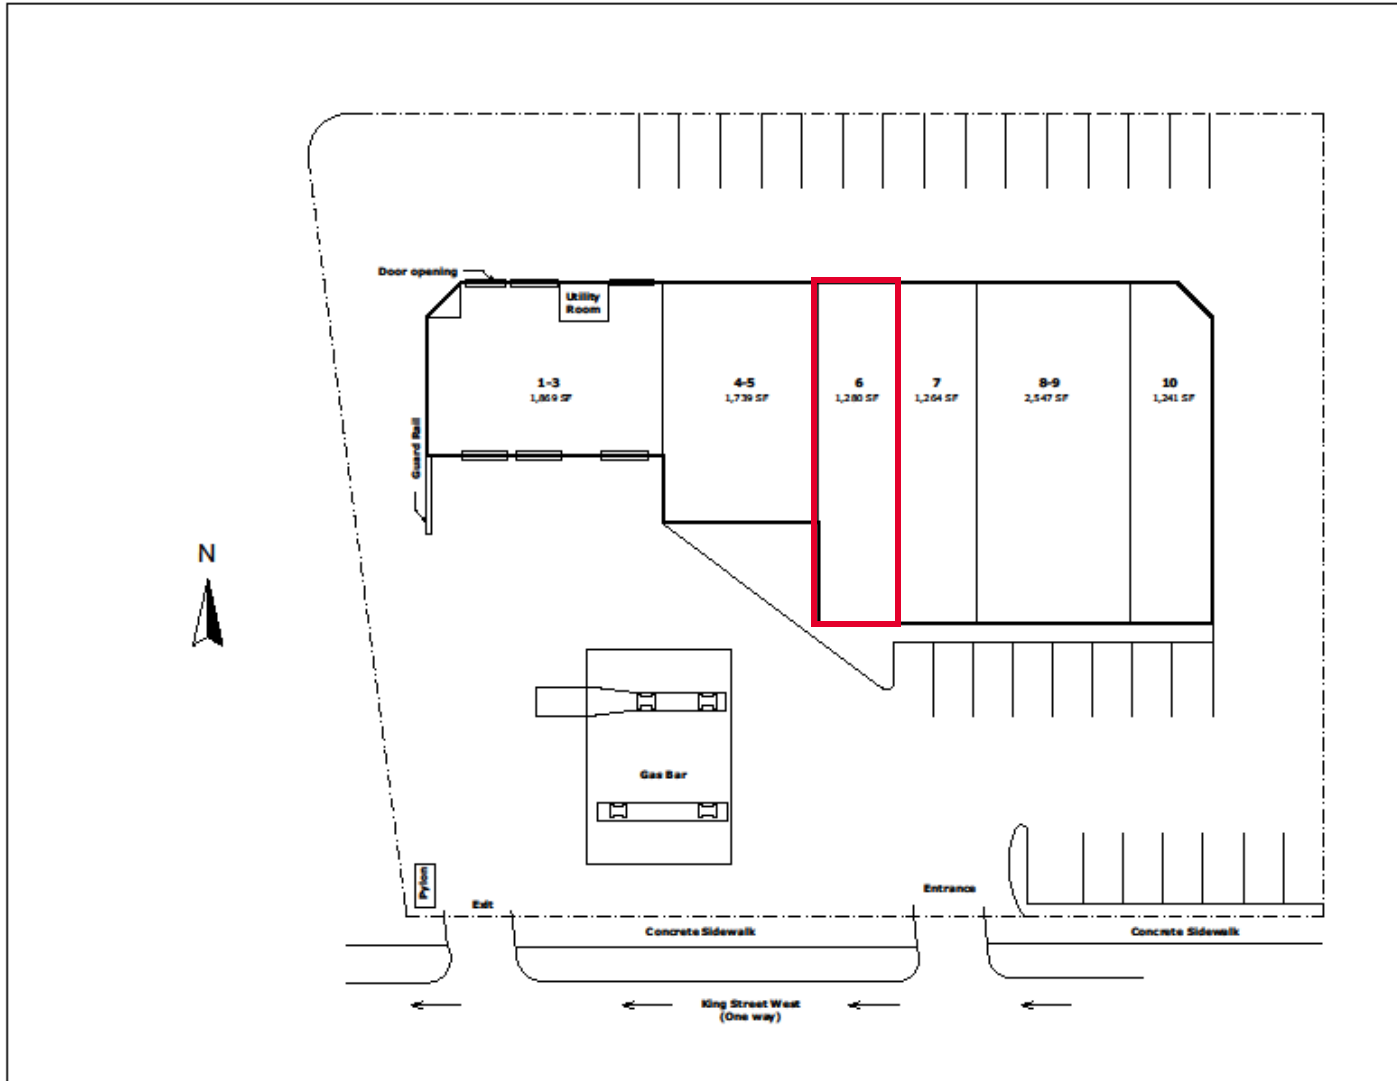 Door opening
Utility
Room
1-3
1,869 SF
4-5
1,739 SF
6
1,280 SF
7
1,264 SF
8-9
2,547 SF
10
1,241 SF
Guard Rail
N
Gas Bar
Pylon
Exit
Entrance
Concrete Sidewalk
Concrete Sidewalk
King Street West
(One way)